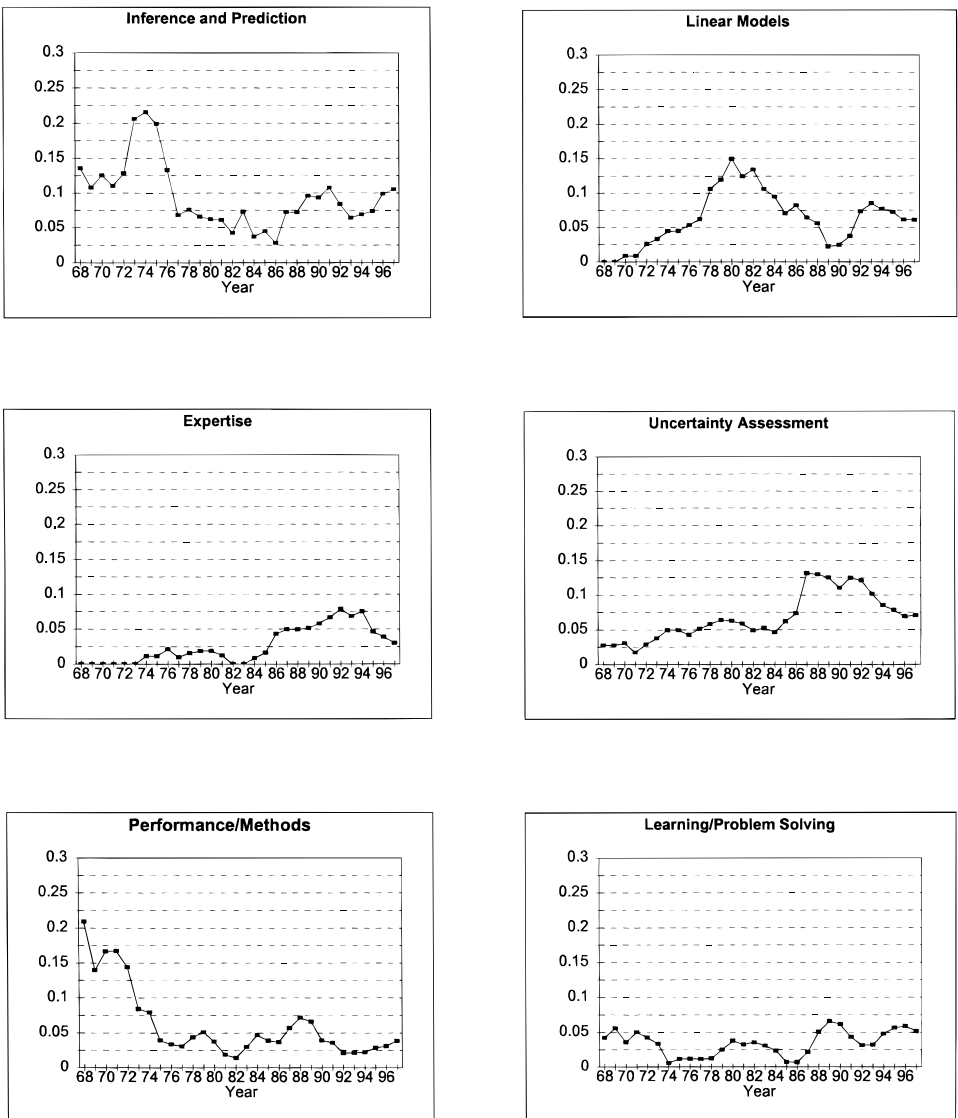 Inference and Prediction
0.3
0.25
0.2
0.15
0.1
0.05
0
68 70 72 74 76 78 80 82 84 86 88 90 92 94 96
Year
Linear Models
0.3
0.25
0.2
0.15
0.1
0.05
0
68 70 72 74 76 78 80 82 84 86 88 90 92 94 96
Year
Expertise
0.3
0.25
0.2
0.15
0.1
0.05
0
68 70 72 74 76 78 80 82 84 86 88 90 92 94 96
Year
Uncertainty Assessment
0.3
0.25
0.2
0.15
0.1
0.05
0
68 70 72 74 76 78 80 82 84 86 88 90 92 94 96
Year
Performance/Methods
0.3
0.25
0.2
0.15
0.1
0.05
0
68 70 72 74 76 78 80 82 84 86 88 90 92 94 96
Year
Learning/Problem Solving
0.3
0.25
0.2
0.15
0.1
0.05
0
68 70 72 74 76 78 80 82 84 86 88 90 92 94 96
Year